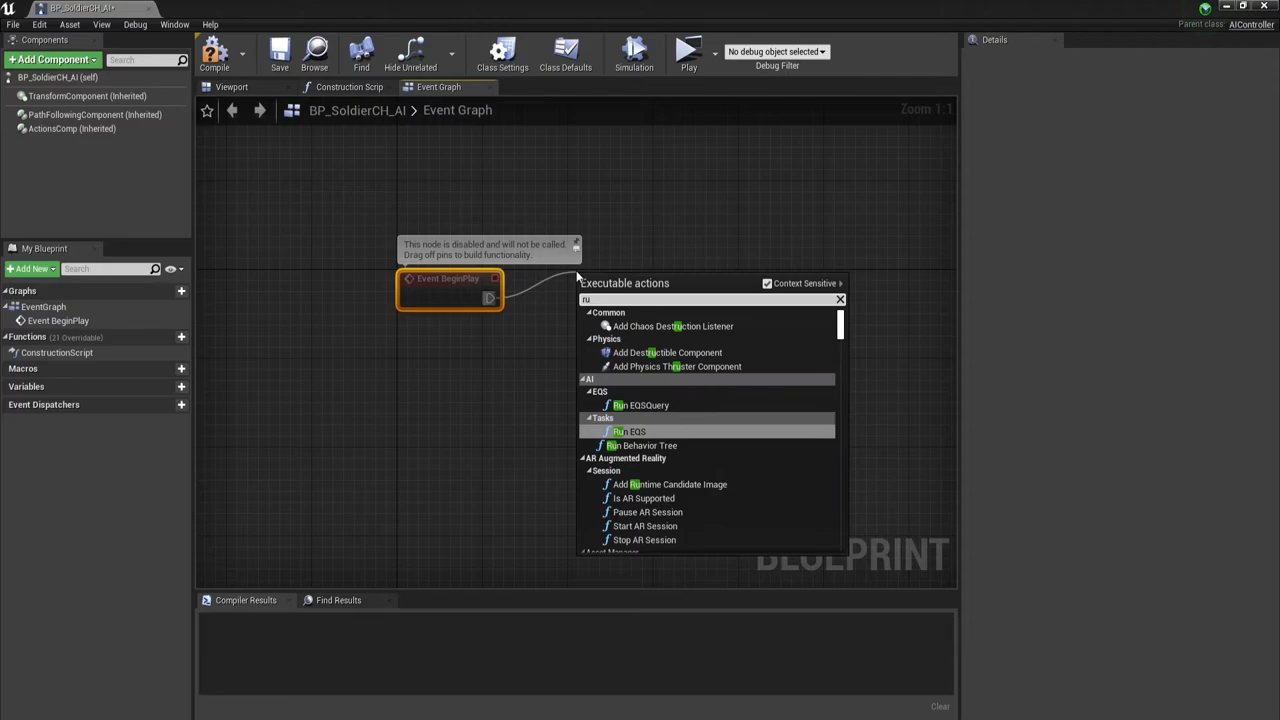 BP_SoldierCH_AI*
File Edit Asset View Debug Window Help
Parent class: AIController
Components
+ Add Component
Search
BP_SoldierCH_AI (self)
TransformComponent (Inherited)
PathFollowingComponent (Inherited)
ActionsComp (Inherited)
Compile
Save
Browse
Find
Hide Unrelated
Class Settings
Class Defaults
Simulation
Play
No debug object selected
Debug Filter
Details
Viewport
Construction Scrip
Event Graph
BP_SoldierCH_AI > Event Graph
Zoom 1:1
My Blueprint
+ Add New
Search
Graphs
EventGraph
Event BeginPlay
Functions (21 Overridable)
ConstructionScript
Macros
Variables
Event Dispatchers
This node is disabled and will not be called.
Drag off pins to build functionality.
Event BeginPlay
Executable actions
Context Sensitive
ru
Common
Add Chaos Destruction Listener
Physics
Add Destructible Component
Add Physics Thruster Component
AI
EQS
Run EQSQuery
Tasks
Run EQS
Run Behavior Tree
AR Augmented Reality
Session
Add Runtime Candidate Image
Is AR Supported
Pause AR Session
Start AR Session
Stop AR Session
Asset Manager
BLUEPRINT
Compiler Results
Find Results
Clear